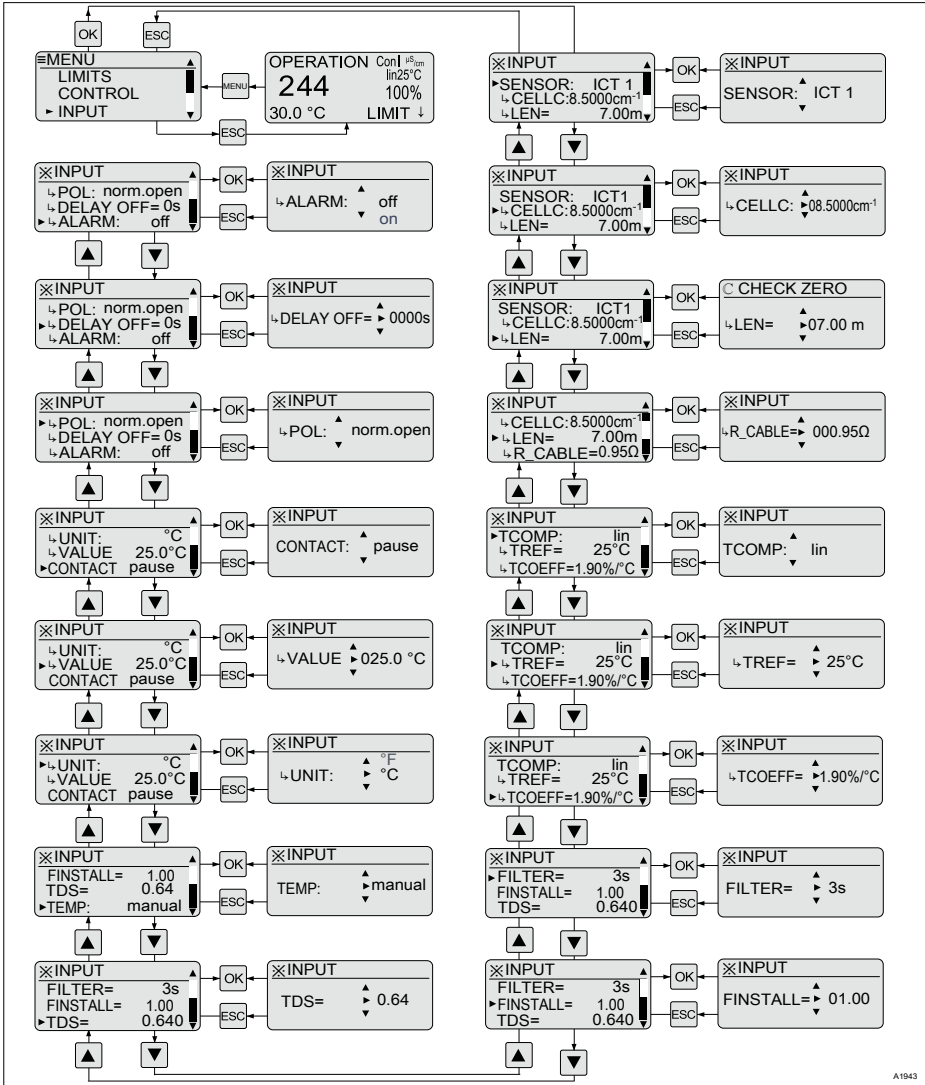 OK
ESC
≡MENU
LIMITS
CONTROL
► INPUT
MENU
OPERATION Con| µS/cm
lin25°C
244 100%
30.0 °C LIMIT ↓
ESC
※INPUT
↳POL: norm.open
↳DELAY OFF= 0s
►↳ALARM: off
OK
ESC
※INPUT
↳ALARM: ▲ off
▼ on
▲ ▼
※INPUT
↳POL: norm.open
►↳DELAY OFF= 0s
↳ALARM: off
OK
ESC
※INPUT
↳DELAY OFF= ► 0000s
▲ ▼
※INPUT
►↳POL: norm.open
↳DELAY OFF= 0s
↳ALARM: off
OK
ESC
※INPUT
↳POL: norm.open
▲ ▼
※INPUT
↳UNIT: °C
↳VALUE 25.0°C
►CONTACT pause
OK
ESC
※INPUT
CONTACT: pause
▲ ▼
※INPUT
↳UNIT: °C
►↳VALUE 25.0°C
CONTACT pause
OK
ESC
※INPUT
↳VALUE ►025.0 °C
▲ ▼
※INPUT
►↳UNIT: °C
↳VALUE 25.0°C
CONTACT pause
OK
ESC
※INPUT
°F
↳UNIT: ► °C
▲ ▼
※INPUT
FINSTALL= 1.00
TDS= 0.64
►TEMP: manual
OK
ESC
※INPUT
TEMP: ►manual
▲ ▼
※INPUT
FILTER= 3s
FINSTALL= 1.00
►TDS= 0.640
OK
ESC
※INPUT
TDS= ► 0.64
▲ ▼
※INPUT
►SENSOR: ICT 1
↳CELLC:8.5000cm-1
↳LEN= 7.00m
OK
ESC
※INPUT
SENSOR: ICT 1
▲ ▼
※INPUT
SENSOR: ICT1
►↳CELLC:8.5000cm-1
↳LEN= 7.00m
OK
ESC
※INPUT
↳CELLC: ►08.5000cm-1
▲ ▼
※INPUT
SENSOR: ICT1
↳CELLC:8.5000cm-1
►↳LEN= 7.00m
OK
ESC
C CHECK ZERO
↳LEN= ►07.00 m
▲ ▼
※INPUT
↳CELLC:8.5000cm-1
►↳LEN= 7.00m
↳R_CABLE=0.95Ω
OK
ESC
※INPUT
↳R_CABLE=► 000.95Ω
▲ ▼
※INPUT
►TCOMP: lin
↳TREF= 25°C
↳TCOEFF=1.90%/°C
OK
ESC
※INPUT
TCOMP: lin
▲ ▼
※INPUT
TCOMP: lin
►↳TREF= 25°C
↳TCOEFF=1.90%/°C
OK
ESC
※INPUT
↳TREF= ► 25°C
▲ ▼
※INPUT
TCOMP: lin
↳TREF= 25°C
►↳TCOEFF=1.90%/°C
OK
ESC
※INPUT
↳TCOEFF= ►1.90%/°C
▲ ▼
※INPUT
►FILTER= 3s
FINSTALL= 1.00
TDS= 0.640
OK
ESC
※INPUT
FILTER= ► 3s
▲ ▼
※INPUT
FILTER= 3s
►FINSTALL= 1.00
TDS= 0.640
OK
ESC
※INPUT
FINSTALL= ► 01.00
▲ ▼
A1943